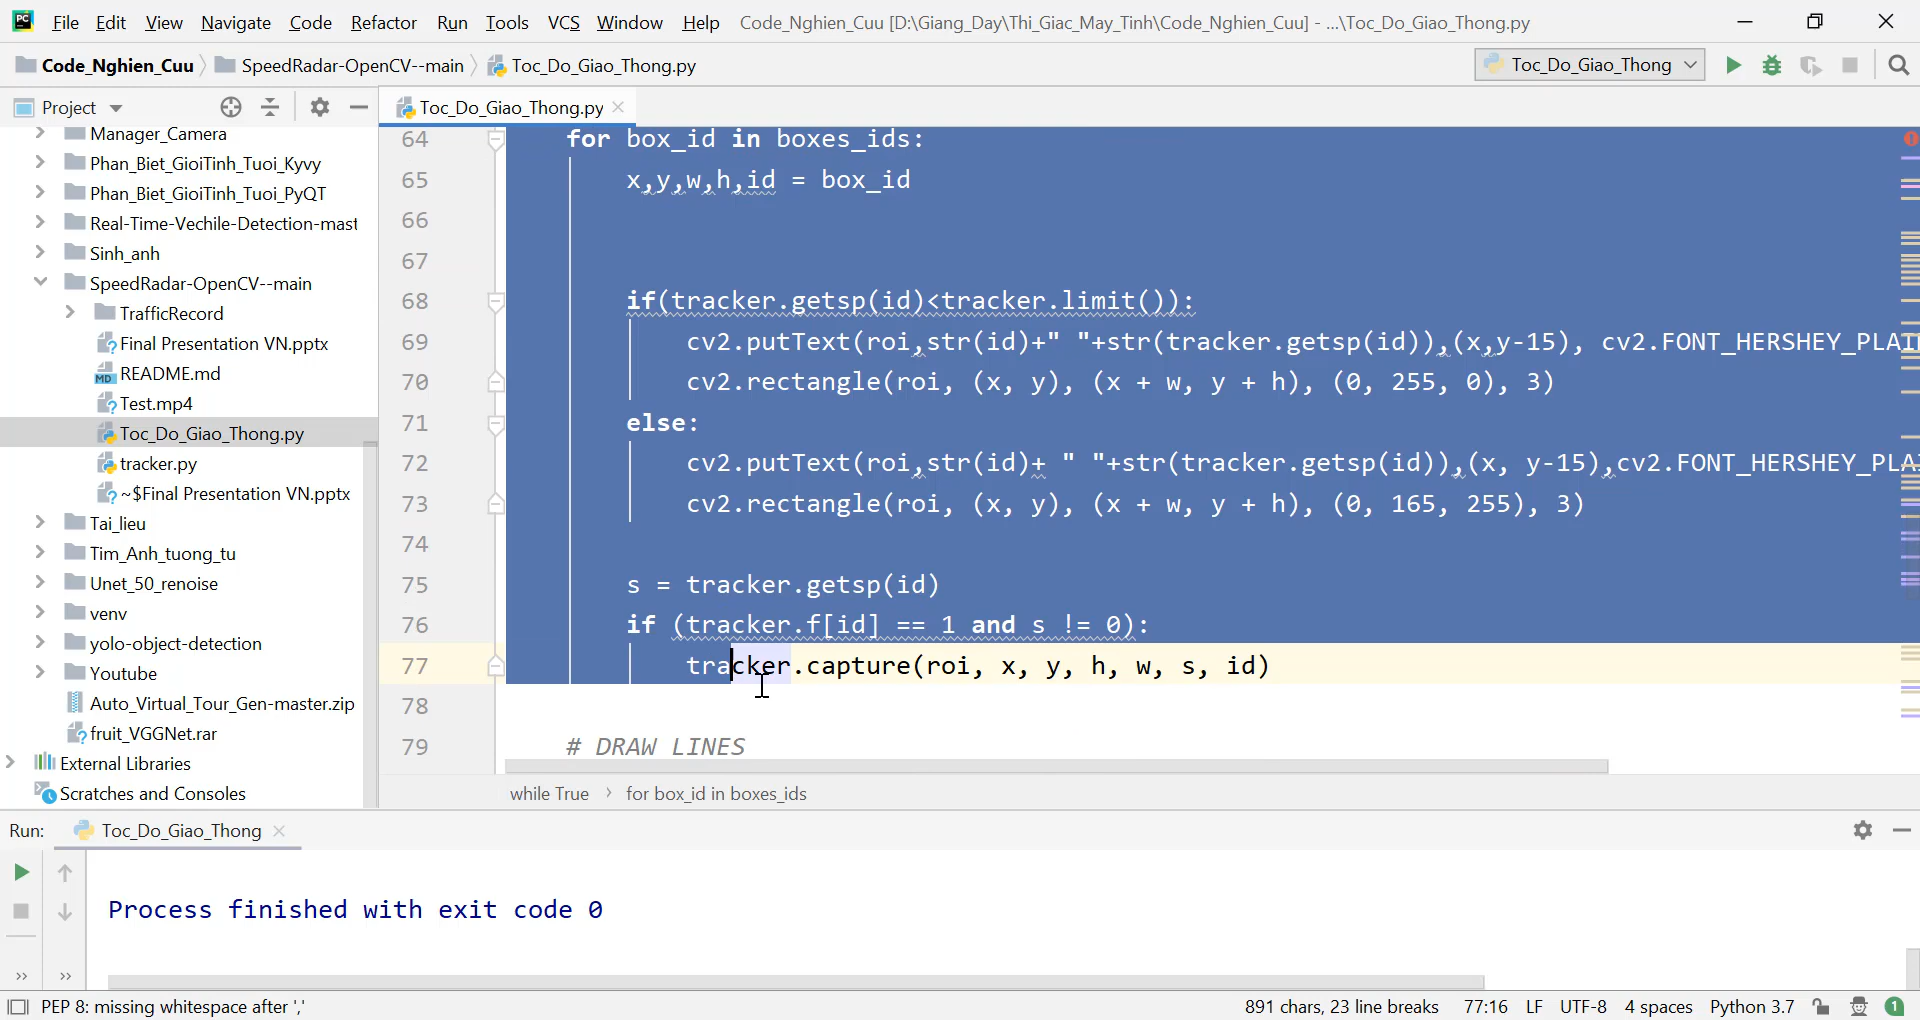 PC File Edit View Navigate Code Refactor Run Tools VCS Window Help Code_Nghien_Cuu [D:\Giang_Day\Thi_Giac_May_Tinh\Code_Nghien_Cuu] - ...\Toc_Do_Giao_Thong.py
Code_Nghien_Cuu SpeedRadar-OpenCV--main Toc_Do_Giao_Thong.py Toc_Do_Giao_Thong
Project
Manager_Camera
Phan_Biet_GioiTinh_Tuoi_Kyvy
Phan_Biet_GioiTinh_Tuoi_PyQT
Real-Time-Vechile-Detection-mast
Sinh_anh
SpeedRadar-OpenCV--main
TrafficRecord
Final Presentation VN.pptx
MD README.md
Test.mp4
Toc_Do_Giao_Thong.py
tracker.py
~$Final Presentation VN.pptx
Tai_lieu
Tim_Anh_tuong_tu
Unet_50_renoise
venv
yolo-object-detection
Youtube
Auto_Virtual_Tour_Gen-master.zip
fruit_VGGNet.rar
External Libraries
Scratches and Consoles
Toc_Do_Giao_Thong.py
64 for box_id in boxes_ids:
65 x,y,w,h,id = box_id
66
67
68 if(tracker.getsp(id)<tracker.limit()):
69 cv2.putText(roi,str(id)+" "+str(tracker.getsp(id)),(x,y-15), cv2.FONT_HERSHEY_PLAI
70 cv2.rectangle(roi, (x, y), (x + w, y + h), (0, 255, 0), 3)
71 else:
72 cv2.putText(roi,str(id)+ " "+str(tracker.getsp(id)),(x, y-15),cv2.FONT_HERSHEY_PLA
73 cv2.rectangle(roi, (x, y), (x + w, y + h), (0, 165, 255), 3)
74
75 s = tracker.getsp(id)
76 if (tracker.f[id] == 1 and s != 0):
77 tracker.capture(roi, x, y, h, w, s, id)
78
79 # DRAW LINES
while True › for box_id in boxes_ids
Run: Toc_Do_Giao_Thong
Process finished with exit code 0
PEP 8: missing whitespace after ',' 891 chars, 23 line breaks 77:16 LF UTF-8 4 spaces Python 3.7 1